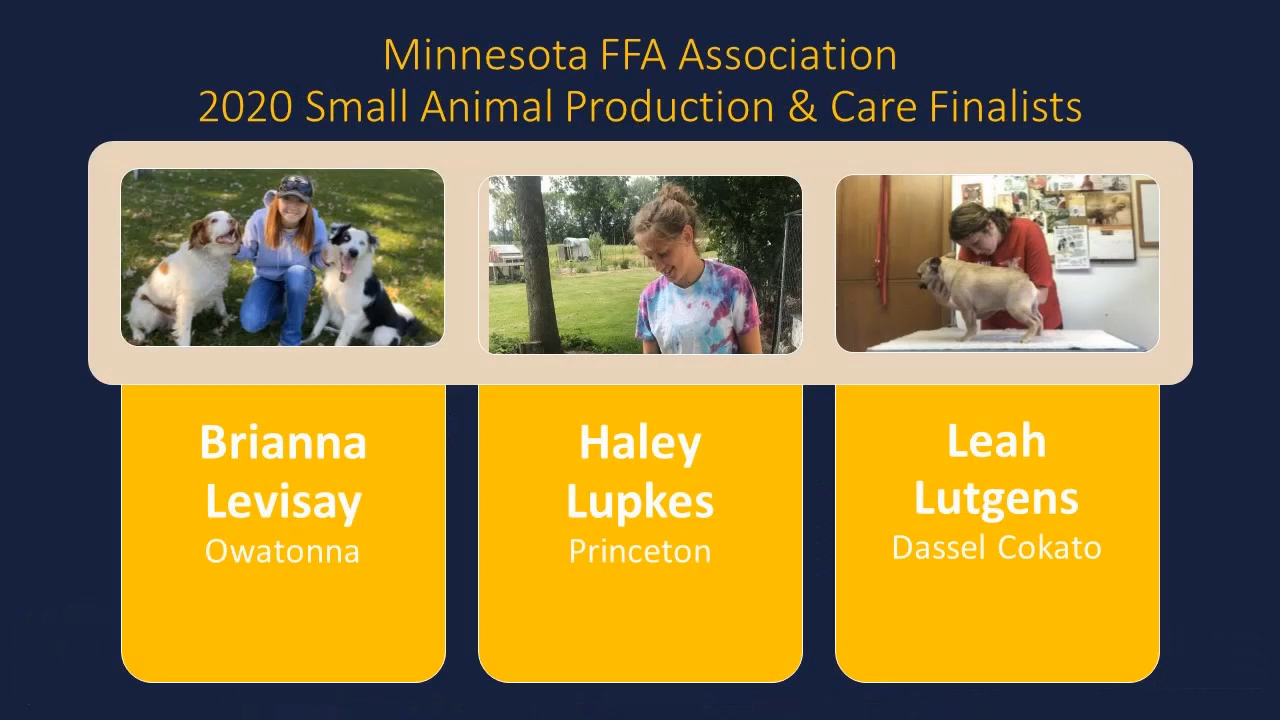 Minnesota FFA Association
2020 Small Animal Production & Care Finalists
Brianna
Levisay
Owatonna
Haley
Lupkes
Princeton
Leah
Lutgens
Dassel Cokato